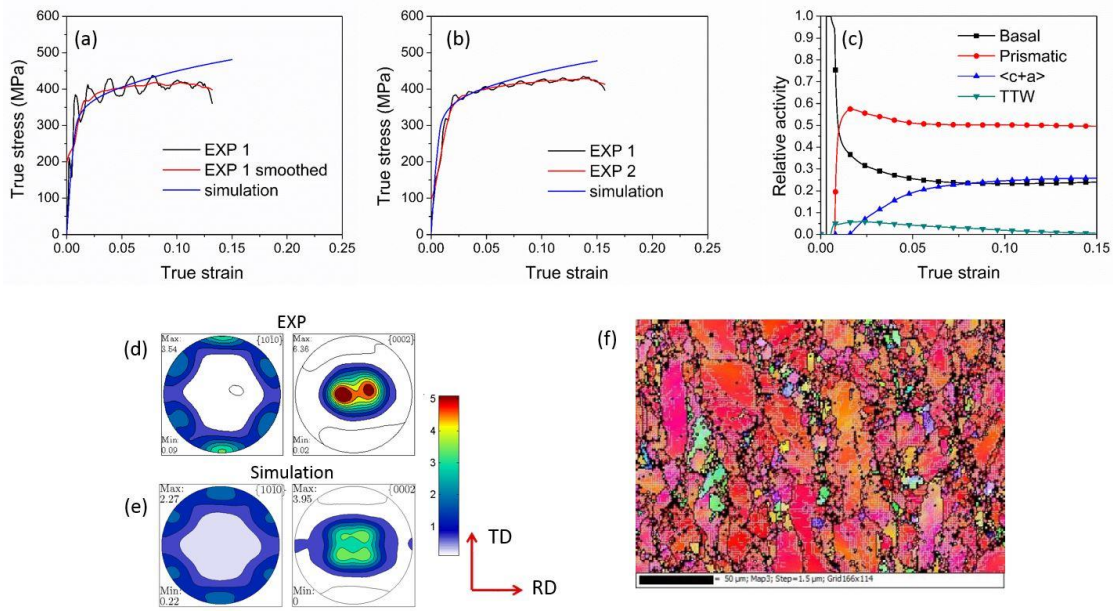 (a)
600
500
400
300
200
100
0
True stress (MPa)
EXP 1
EXP 1 smoothed
simulation
0.00 0.05 0.10 0.15 0.20 0.25
True strain
(b)
600
500
400
300
200
100
0
True stress (MPa)
EXP 1
EXP 2
simulation
0.00 0.05 0.10 0.15 0.20 0.25
True strain
(c)
1.0
0.9
0.8
0.7
0.6
0.5
0.4
0.3
0.2
0.1
0.0
Relative activity
Basal
Prismatic
<c+a>
TTW
0.00 0.05 0.10 0.15
True strain
EXP
(d)
Max:
3.54
{1010}
Min:
0.09
Max:
6.36
{0002}
Min:
0.02
Simulation
(e)
Max:
2.27
{1010}
Min:
0.22
Max:
3.95
{0002
Min:
0
5
4
3
2
1
TD
RD
(f)
50 µm; Map3; Step=1.5 µm; Grid166x114